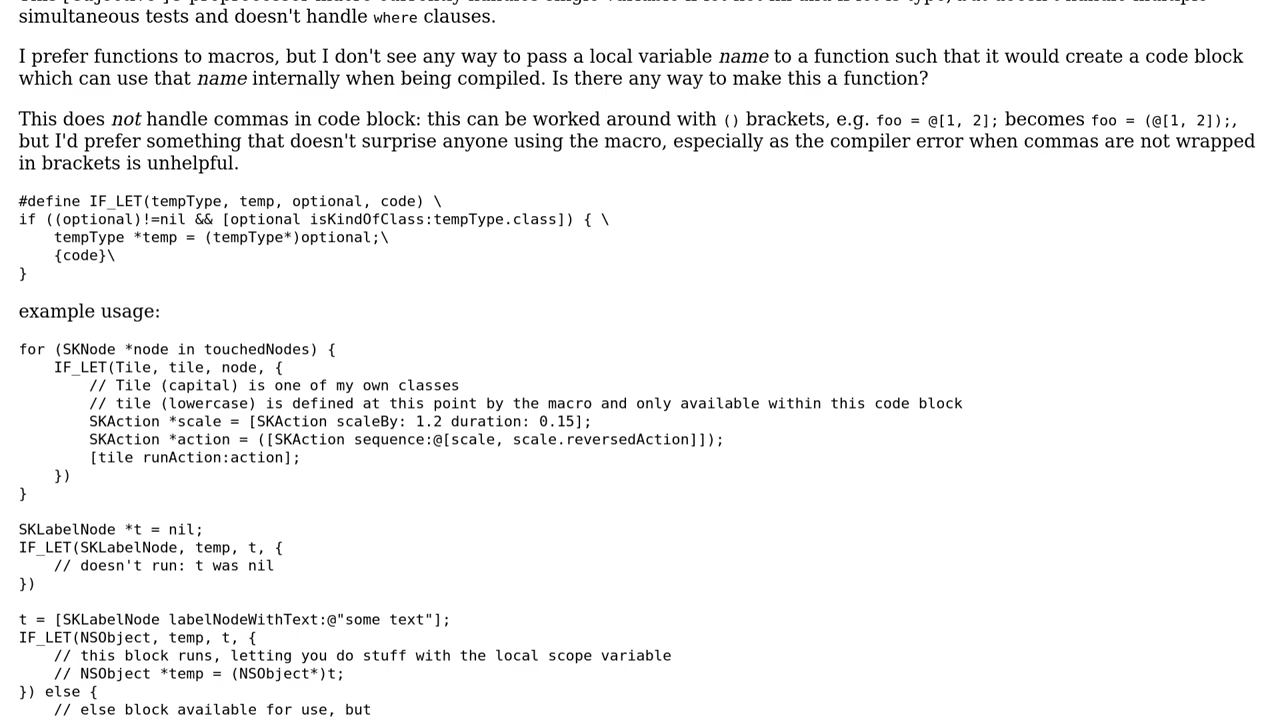 simultaneous tests and doesn't handle where clauses.
I prefer functions to macros, but I don't see any way to pass a local variable name to a function such that it would create a code block
which can use that name internally when being compiled. Is there any way to make this a function?
This does not handle commas in code block: this can be worked around with () brackets, e.g. foo = @[1, 2]; becomes foo = (@[1, 2]);,
but I'd prefer something that doesn't surprise anyone using the macro, especially as the compiler error when commas are not wrapped
in brackets is unhelpful.
#define IF_LET(tempType, temp, optional, code) \
if ((optional)!=nil && [optional isKindOfClass:tempType.class]) { \
    tempType *temp = (tempType*)optional;\
    {code}\
}
example usage:
for (SKNode *node in touchedNodes) {
    IF_LET(Tile, tile, node, {
        // Tile (capital) is one of my own classes
        // tile (lowercase) is defined at this point by the macro and only available within this code block
        SKAction *scale = [SKAction scaleBy: 1.2 duration: 0.15];
        SKAction *action = ([SKAction sequence:@[scale, scale.reversedAction]]);
        [tile runAction:action];
    })
}
SKLabelNode *t = nil;
IF_LET(SKLabelNode, temp, t, {
    // doesn't run: t was nil
})
t = [SKLabelNode labelNodeWithText:@"some text"];
IF_LET(NSObject, temp, t, {
    // this block runs, letting you do stuff with the local scope variable
    // NSObject *temp = (NSObject*)t;
}) else {
    // else block available for use, but